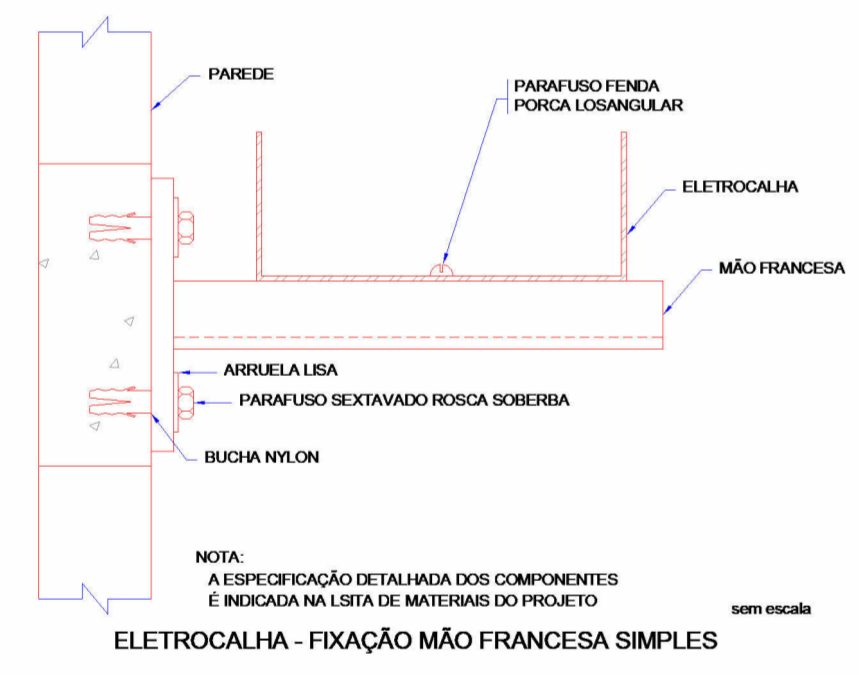 PAREDE
PARAFUSO FENDA
PORCA LOSANGULAR
ELETROCALHA
MÃO FRANCESA
ARRUELA LISA
PARAFUSO SEXTAVADO ROSCA SOBERBA
BUCHA NYLON
NOTA:
A ESPECIFICAÇÃO DETALHADA DOS COMPONENTES
É INDICADA NA LSITA DE MATERIAIS DO PROJETO
sem escala
ELETROCALHA - FIXAÇÃO MÃO FRANCESA SIMPLES